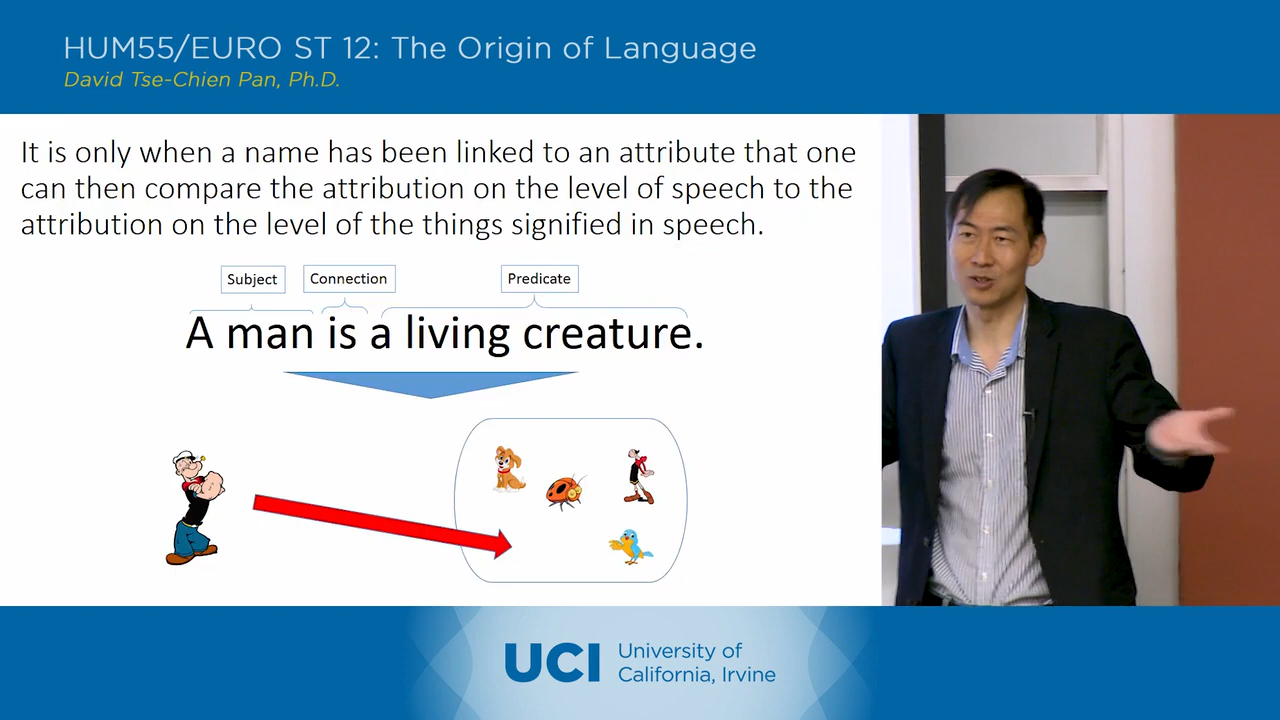 HUM55/EURO ST 12: The Origin of Language
David Tse-Chien Pan, Ph.D.
It is only when a name has been linked to an attribute that one
can then compare the attribution on the level of speech to the
attribution on the level of the things signified in speech.
Subject Connection Predicate
A man is a living creature.
UCI
University of
California, Irvine